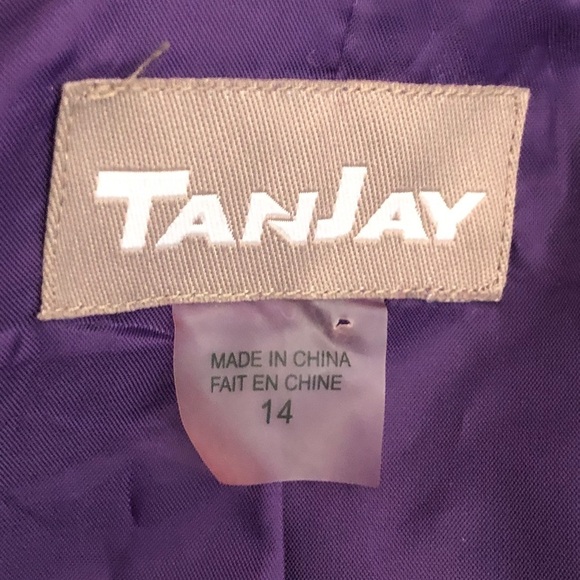 TANJAY
MADE IN CHINA
FAIT EN CHINE
14